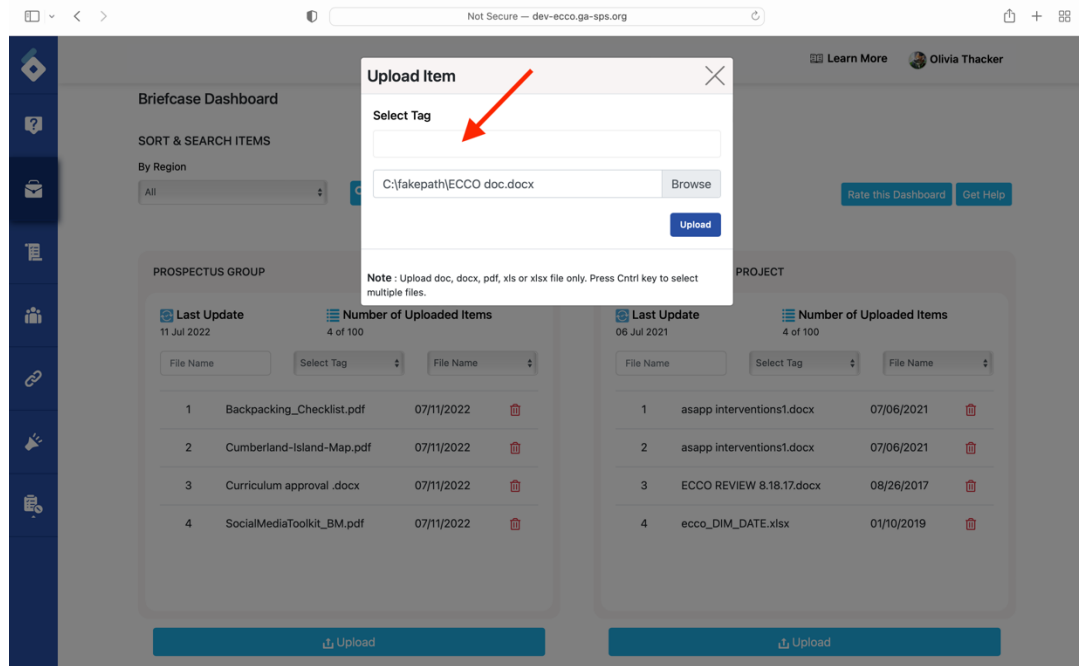 Not Secure — dev-ecco.ga-sps.org
Learn More Olivia Thacker
Upload Item
Briefcase Dashboard
Select Tag
SORT & SEARCH ITEMS
By Region
All
C:\fakepath\ECCO doc.docx Browse
Rate this Dashboard Get Help
Upload
Note : Upload doc, docx, pdf, xls or xlsx file only. Press Cntrl key to select
multiple files.
PROSPECTUS GROUP
Last Update Number of Uploaded Items
11 Jul 2022 4 of 100
File Name Select Tag File Name
1 Backpacking_Checklist.pdf 07/11/2022
2 Cumberland-Island-Map.pdf 07/11/2022
3 Curriculum approval .docx 07/11/2022
4 SocialMediaToolkit_BM.pdf 07/11/2022
Upload
PROJECT
Last Update Number of Uploaded Items
06 Jul 2021 4 of 100
File Name Select Tag File Name
1 asapp interventions1.docx 07/06/2021
2 asapp interventions1.docx 07/06/2021
3 ECCO REVIEW 8.18.17.docx 08/26/2017
4 ecco_DIM_DATE.xlsx 01/10/2019
Upload